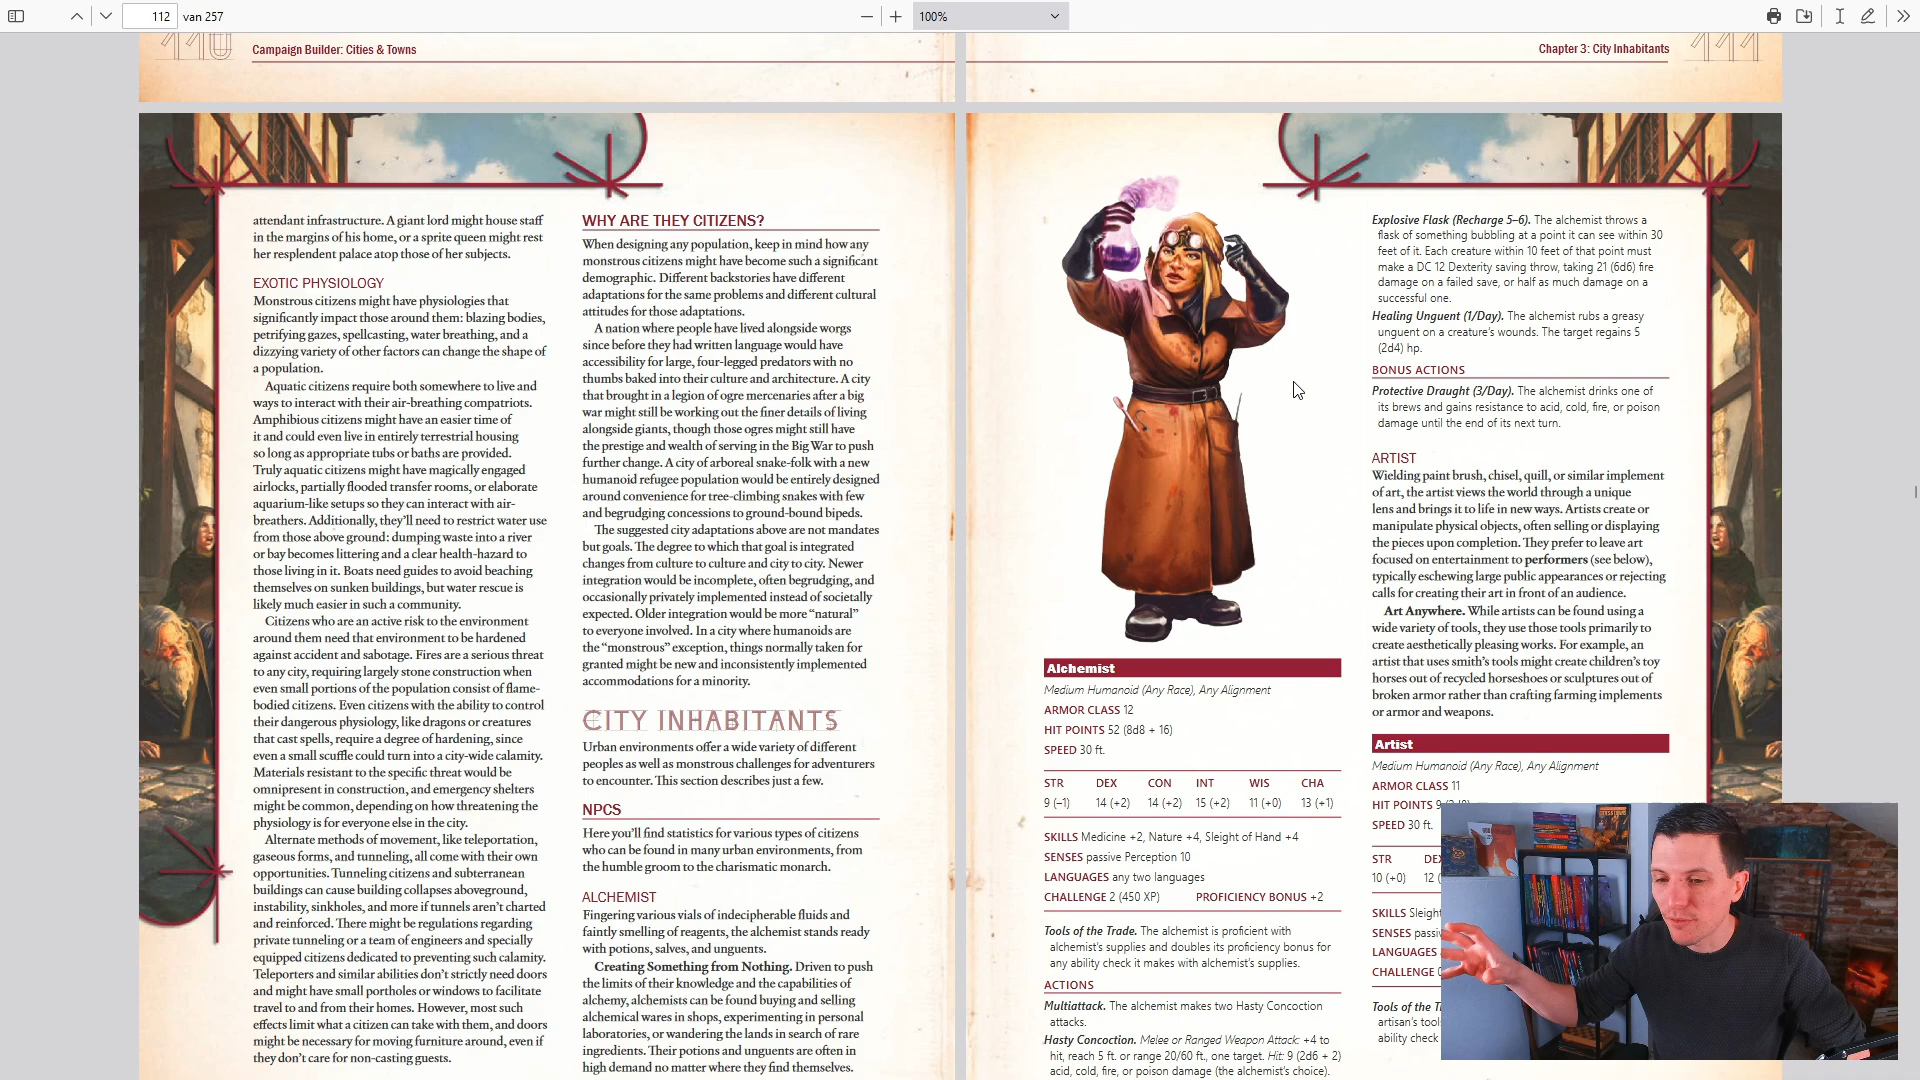 112
van 257
100%
110
Campaign Builder: Cities & Towns
Chapter 3: City Inhabitants
111
attendant infrastructure. A giant lord might house staff
in the margins of his home, or a sprite queen might rest
her resplendent palace atop those of her subjects.
EXOTIC PHYSIOLOGY
Monstrous citizens might have physiologies that
significantly impact those around them: blazing bodies,
petrifying gazes, spellcasting, water breathing, and a
dizzying variety of other factors can change the shape of
a population.
Aquatic citizens require both somewhere to live and
ways to interact with their air-breathing compatriots.
Amphibious citizens might have an easier time of
it and could even live in entirely terrestrial housing
so long as appropriate tubs or baths are provided.
Truly aquatic citizens might have magically engaged
airlocks, partially flooded transfer rooms, or elaborate
aquarium-like setups so they can interact with air-
breathers. Additionally, they'll need to restrict water use
from those above ground: dumping waste into a river
or bay becomes littering and a clear health-hazard to
those living in it. Boats need guides to avoid beaching
themselves on sunken buildings, but water rescue is
likely much easier in such a community.
Citizens who are an active risk to the environment
around them need that environment to be hardened
against accident and sabotage. Fires are a serious threat
to any city, requiring largely stone construction when
even small portions of the population consist of flame-
bodied citizens. Even citizens with the ability to control
their dangerous physiology, like dragons or creatures
that cast spells, require a degree of hardening, since
even a small scuffle could turn into a city-wide calamity.
Materials resistant to the specific threat would be
omnipresent in construction, and emergency shelters
might be common, depending on how threatening the
physiology is for everyone else in the city.
Alternate methods of movement, like teleportation,
gaseous forms, and tunneling, all come with their own
opportunities. Tunneling citizens and subterranean
buildings can cause building collapses aboveground,
instability, sinkholes, and more if tunnels aren't charted
and reinforced. There might be regulations regarding
private tunneling or a team of engineers and specially
equipped citizens dedicated to preventing such calamity.
Teleporters and similar abilities don't strictly need doors
and might have small portholes or windows to facilitate
travel to and from their homes. However, most such
effects limit what a citizen can take with them, and doors
might be necessary for moving furniture around, even if
they don't care for non-casting guests.
WHY ARE THEY CITIZENS?
When designing any population, keep in mind how any
monstrous citizens might have become such a significant
demographic. Different backstories have different
adaptations for the same problems and different cultural
attitudes for those adaptations.
A nation where people have lived alongside worgs
since before they had written language would have
accessibility for large, four-legged predators with no
thumbs baked into their culture and architecture. A city
that brought in a legion of ogre mercenaries after a big
war might still be working out the finer details of living
alongside giants, though those ogres might still have
the prestige and wealth of serving in the Big War to push
further change. A city of arboreal snake-folk with a new
humanoid refugee population would be entirely designed
around convenience for tree-climbing snakes with few
and begrudging concessions to ground-bound bipeds.
The suggested city adaptations above are not mandates
but goals. The degree to which that goal is integrated
changes from culture to culture and city to city. Newer
integration would be incomplete, often begrudging, and
occasionally privately implemented instead of societally
expected. Older integration would be more “natural”
to everyone involved. In a city where humanoids are
the “monstrous” exception, things normally taken for
granted might be new and inconsistently implemented
accommodations for a minority.
CITY INHABITANTS
Urban environments offer a wide variety of different
peoples as well as monstrous challenges for adventurers
to encounter. This section describes just a few.
NPCS
Here you'll find statistics for various types of citizens
who can be found in many urban environments, from
the humble groom to the charismatic monarch.
ALCHEMIST
Fingering various vials of indecipherable fluids and
faintly smelling of reagents, the alchemist stands ready
with potions, salves, and unguents.
Creating Something from Nothing. Driven to push
the limits of their knowledge and the capabilities of
alchemy, alchemists can be found buying and selling
alchemical wares in shops, experimenting in personal
laboratories, or wandering the lands in search of rare
ingredients. Their potions and unguents are often in
high demand no matter where they find themselves.
Alchemist
Medium Humanoid (Any Race), Any Alignment
ARMOR CLASS 12
HIT POINTS 52 (8d8 + 16)
SPEED 30 ft.
STR DEX CON INT WIS CHA
9 (–1) 14 (+2) 14 (+2) 15 (+2) 11 (+0) 13 (+1)
SKILLS Medicine +2, Nature +4, Sleight of Hand +4
SENSES passive Perception 10
LANGUAGES any two languages
CHALLENGE 2 (450 XP) PROFICIENCY BONUS +2
Tools of the Trade. The alchemist is proficient with
alchemist's supplies and doubles its proficiency bonus for
any ability check it makes with alchemist's supplies.
ACTIONS
Multiattack. The alchemist makes two Hasty Concoction
attacks.
Hasty Concoction. Melee or Ranged Weapon Attack: +4 to
hit, reach 5 ft. or range 20/60 ft., one target. Hit: 9 (2d6 + 2)
acid, cold, fire, or poison damage (the alchemist's choice).
Explosive Flask (Recharge 5–6). The alchemist throws a
flask of something bubbling at a point it can see within 30
feet of it. Each creature within 10 feet of that point must
make a DC 12 Dexterity saving throw, taking 21 (6d6) fire
damage on a failed save, or half as much damage on a
successful one.
Healing Unguent (1/Day). The alchemist rubs a greasy
unguent on a creature's wounds. The target regains 5
(2d4) hp.
BONUS ACTIONS
Protective Draught (3/Day). The alchemist drinks one of
its brews and gains resistance to acid, cold, fire, or poison
damage until the end of its next turn.
ARTIST
Wielding paint brush, chisel, quill, or similar implement
of art, the artist views the world through a unique
lens and brings it to life in new ways. Artists create or
manipulate physical objects, often selling or displaying
the pieces upon completion. They prefer to leave art
focused on entertainment to performers (see below),
typically eschewing large public appearances or rejecting
calls for creating their art in front of an audience.
Art Anywhere. While artists can be found using a
wide variety of tools, they use those tools primarily to
create aesthetically pleasing works. For example, an
artist that uses smith's tools might create children's toy
horses out of recycled horseshoes or sculptures out of
broken armor rather than crafting farming implements
or armor and weapons.
Artist
Medium Humanoid (Any Race), Any Alignment
ARMOR CLASS 11
HIT POINTS 9
SPEED 30 ft.
STR
10 (+0)
SKILLS
SENSES
LANGUAGES
CHALLENGE
Tools of the
artisan's
ability check